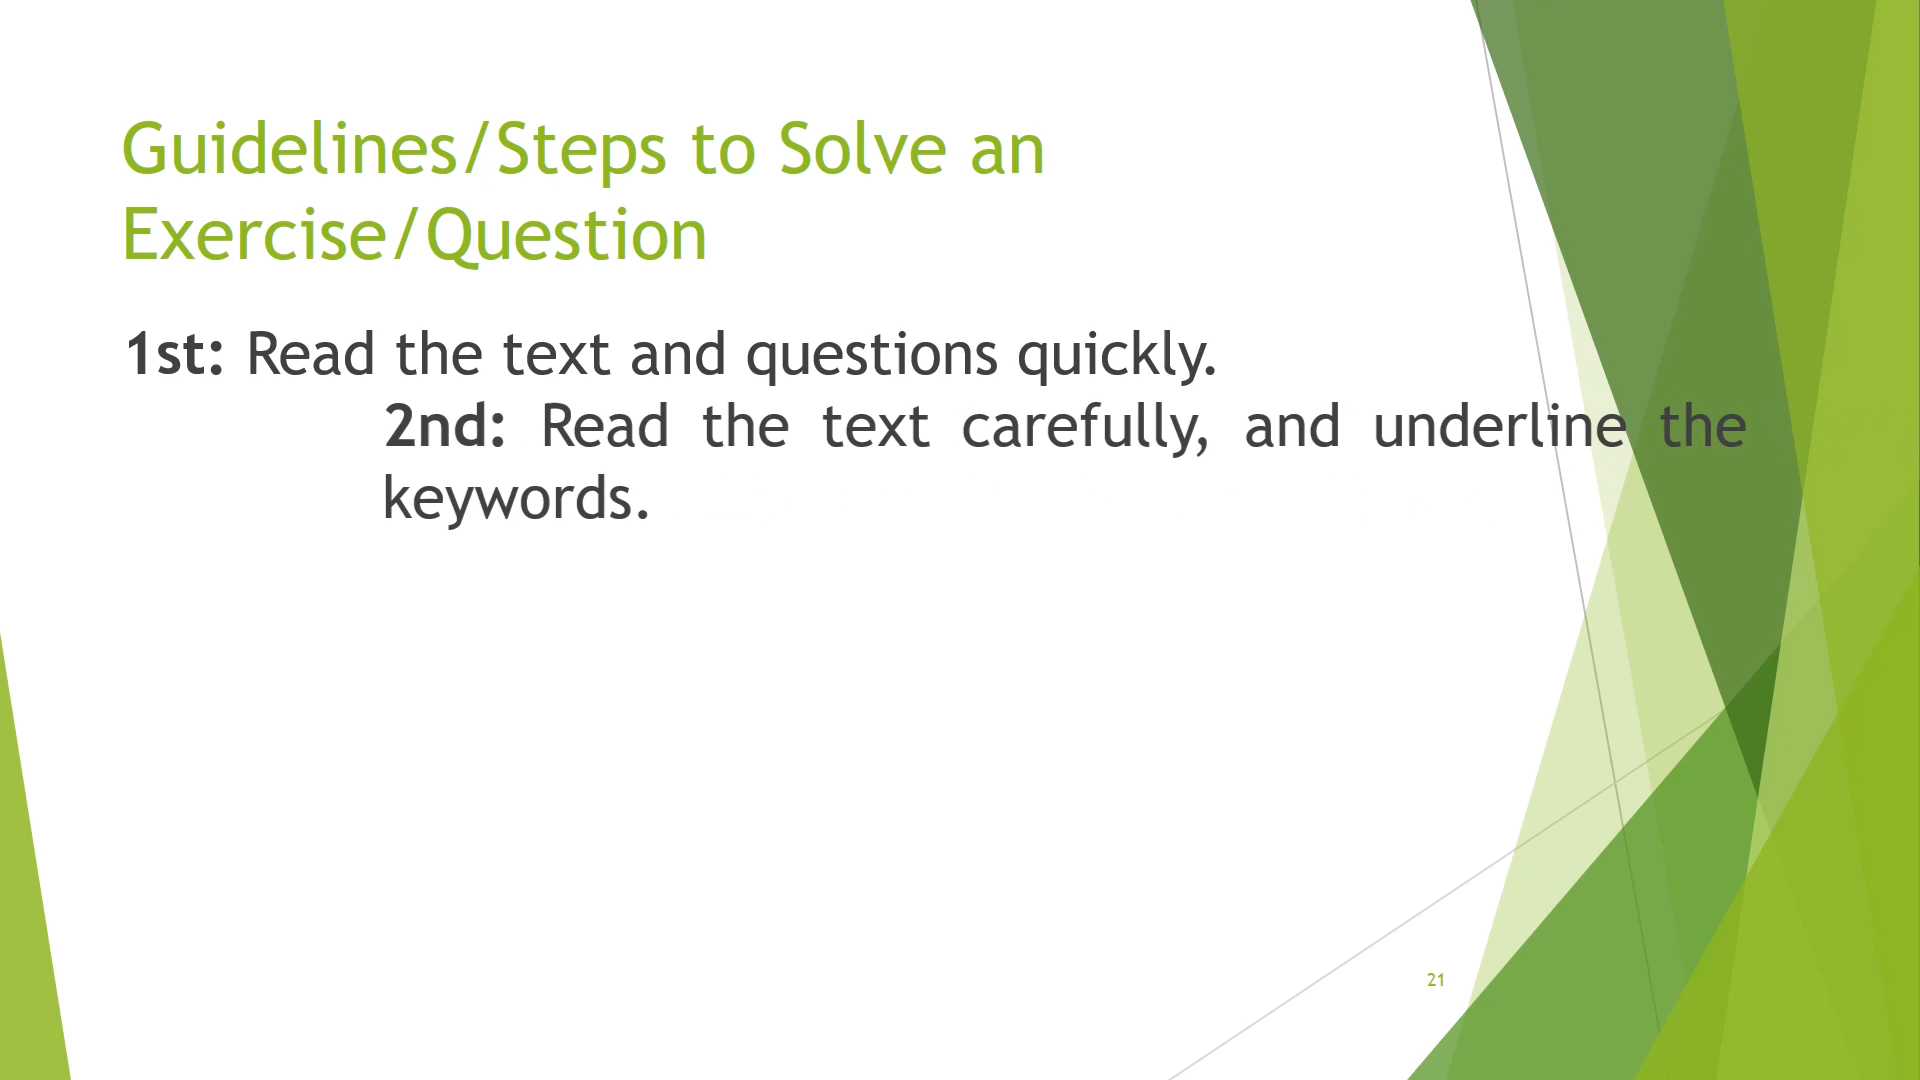 Guidelines/Steps to Solve an
Exercise/Question
1st: Read the text and questions quickly.
2nd: Read the text carefully, and underline the
keywords.
21